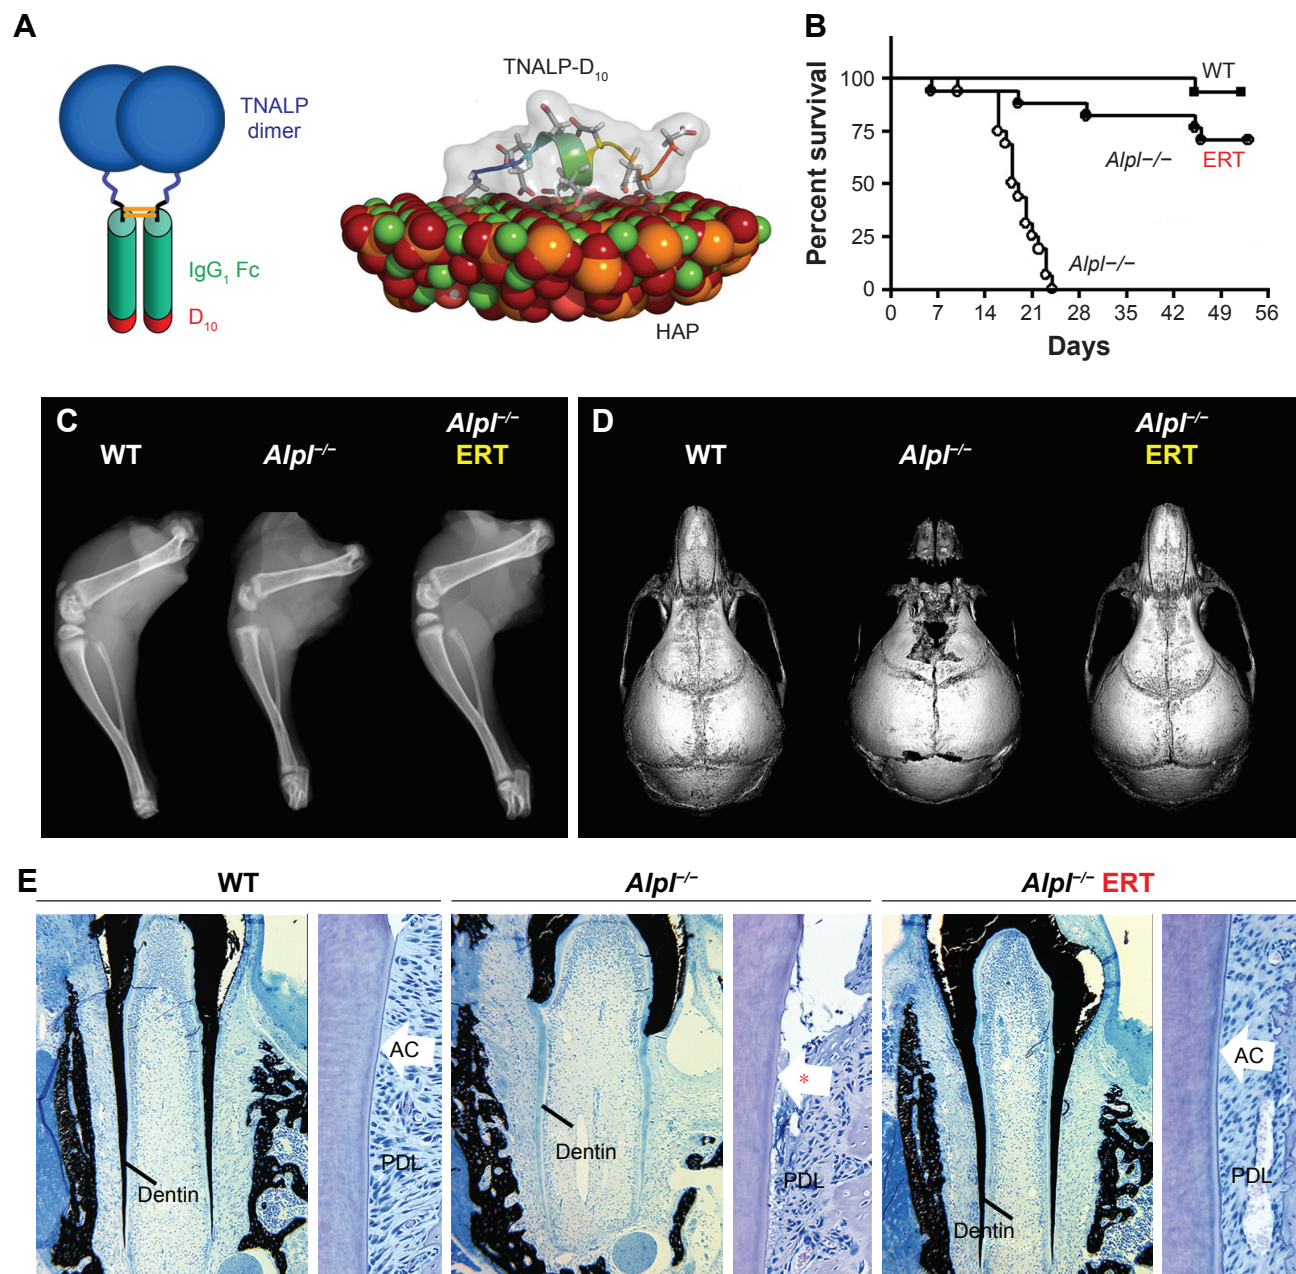 A
TNALP
dimer
IgG1 Fc
D10
TNALP-D10
HAP
B
Percent survival
100
75
50
25
0
WT
Alpl−/−
ERT
Alpl−/−
0 7 14 21 28 35 42 49 56
Days
C
WT
Alpl−/−
Alpl−/−
ERT
D
WT
Alpl−/−
Alpl−/−
ERT
E
WT
Alpl−/−
Alpl−/− ERT
AC
PDL
Dentin
*
PDL
Dentin
AC
PDL
Dentin